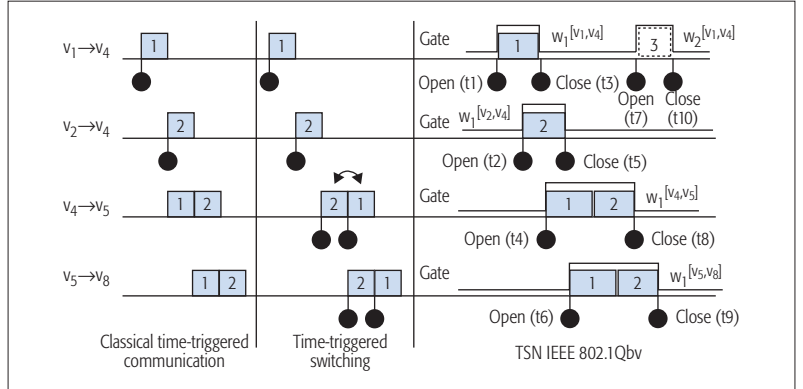 v1→v4 1 1 Gate 1 w1[v1,v4] 3 w2[v1,v4]
Open (t1) Close (t3) Open (t7) Close (t10)
v2→v4 2 2 Gate w1[v2,v4] 2
Open (t2) Close (t5)
v4→v5 1 2 2 1 Gate 1 2 w1[v4,v5]
Open (t4) Close (t8)
v5→v8 1 2 2 1 Gate 1 2 w1[v5,v8]
Open (t6) Close (t9)
Classical time-triggered communication
Time-triggered switching
TSN IEEE 802.1Qbv